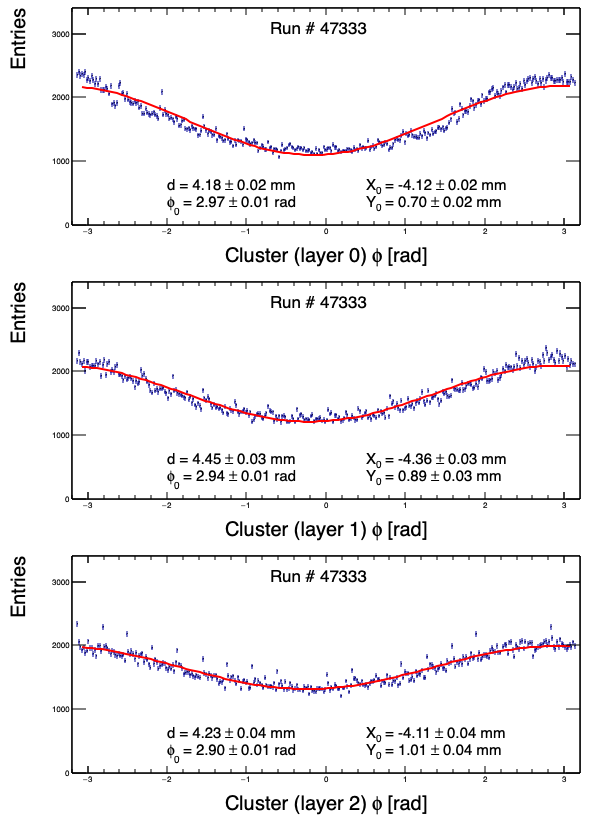 Entries
3000
2000
1000
0
Run # 47333
d = 4.18 ± 0.02 mm
ϕ₀ = 2.97 ± 0.01 rad
X₀ = -4.12 ± 0.02 mm
Y₀ = 0.70 ± 0.02 mm
−3 −2 −1 0 1 2 3
Cluster (layer 0) ϕ [rad]
Entries
3000
2000
1000
0
Run # 47333
d = 4.45 ± 0.03 mm
ϕ₀ = 2.94 ± 0.01 rad
X₀ = -4.36 ± 0.03 mm
Y₀ = 0.89 ± 0.03 mm
−3 −2 −1 0 1 2 3
Cluster (layer 1) ϕ [rad]
Entries
3000
2000
1000
0
Run # 47333
d = 4.23 ± 0.04 mm
ϕ₀ = 2.90 ± 0.01 rad
X₀ = -4.11 ± 0.04 mm
Y₀ = 1.01 ± 0.04 mm
−3 −2 −1 0 1 2 3
Cluster (layer 2) ϕ [rad]